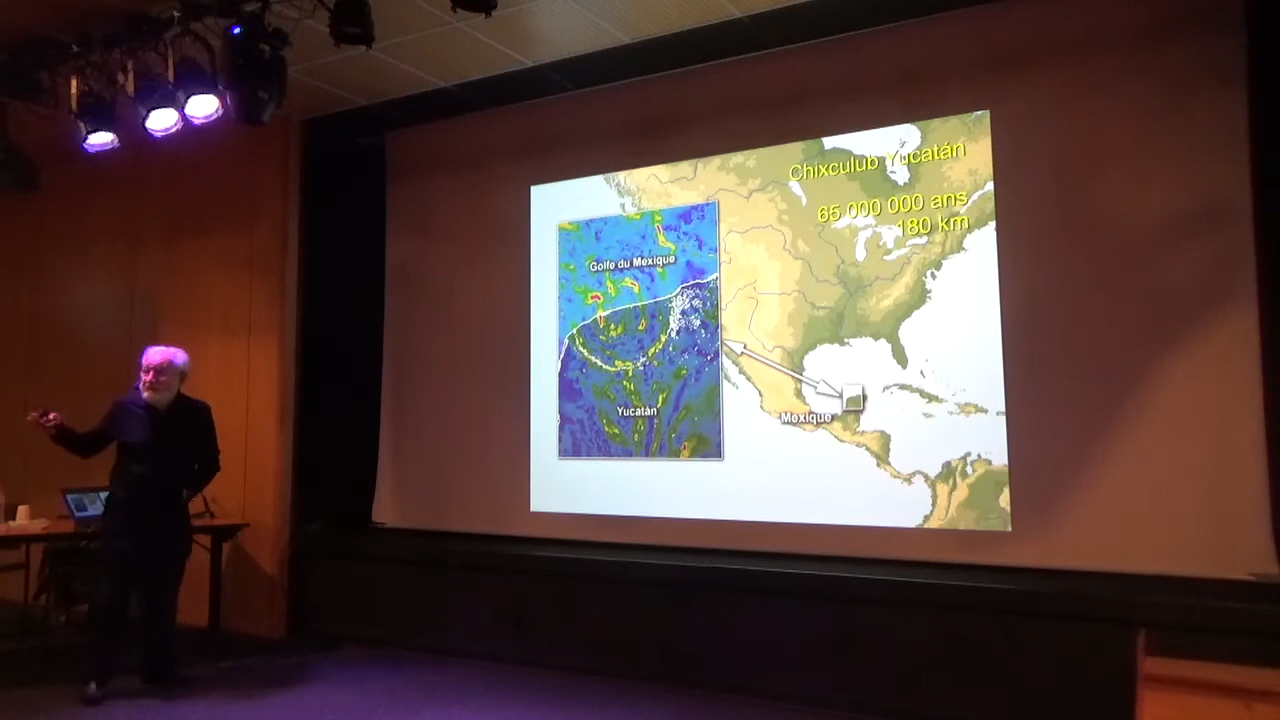 Chixculub Yucatán
65 000 000 ans
180 km
Golfe du Mexique
Yucatán
Mexique